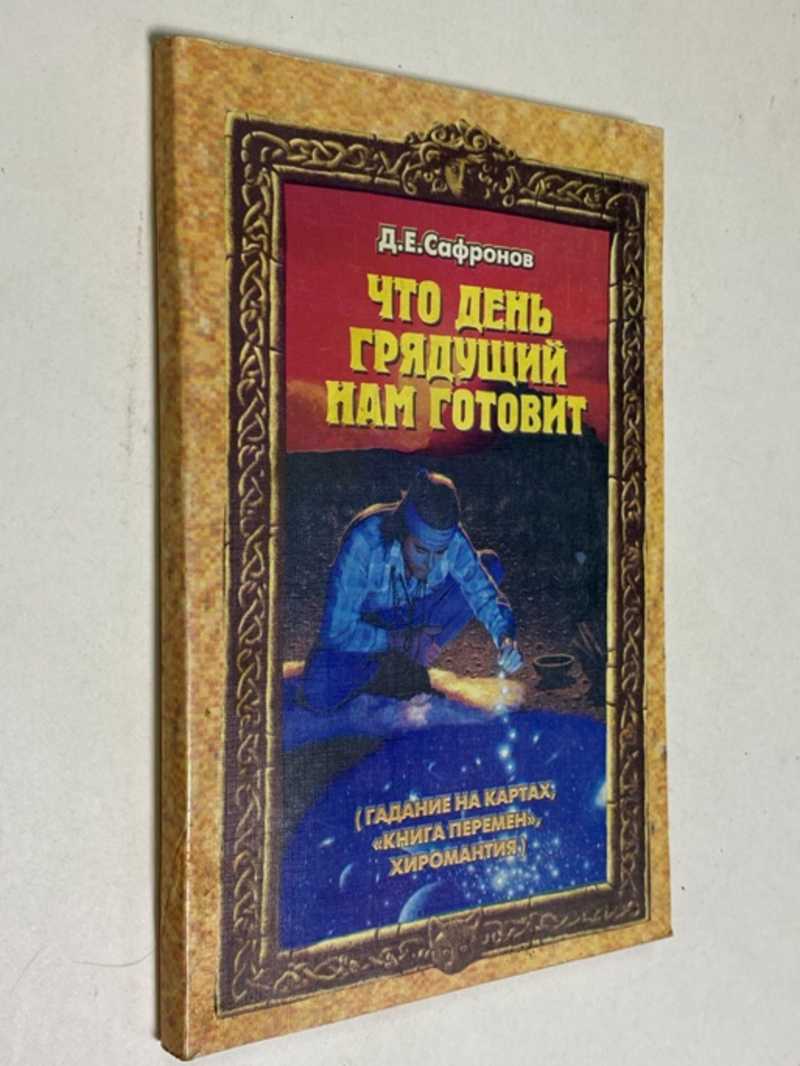 Д.Е.Сафронов
ЧТО ДЕНЬ
ГРЯДУЩИЙ
НАМ ГОТОВИТ
(ГАДАНИЕ НА КАРТАХ;
«КНИГА ПЕРЕМЕН»,
ХИРОМАНТИЯ.)